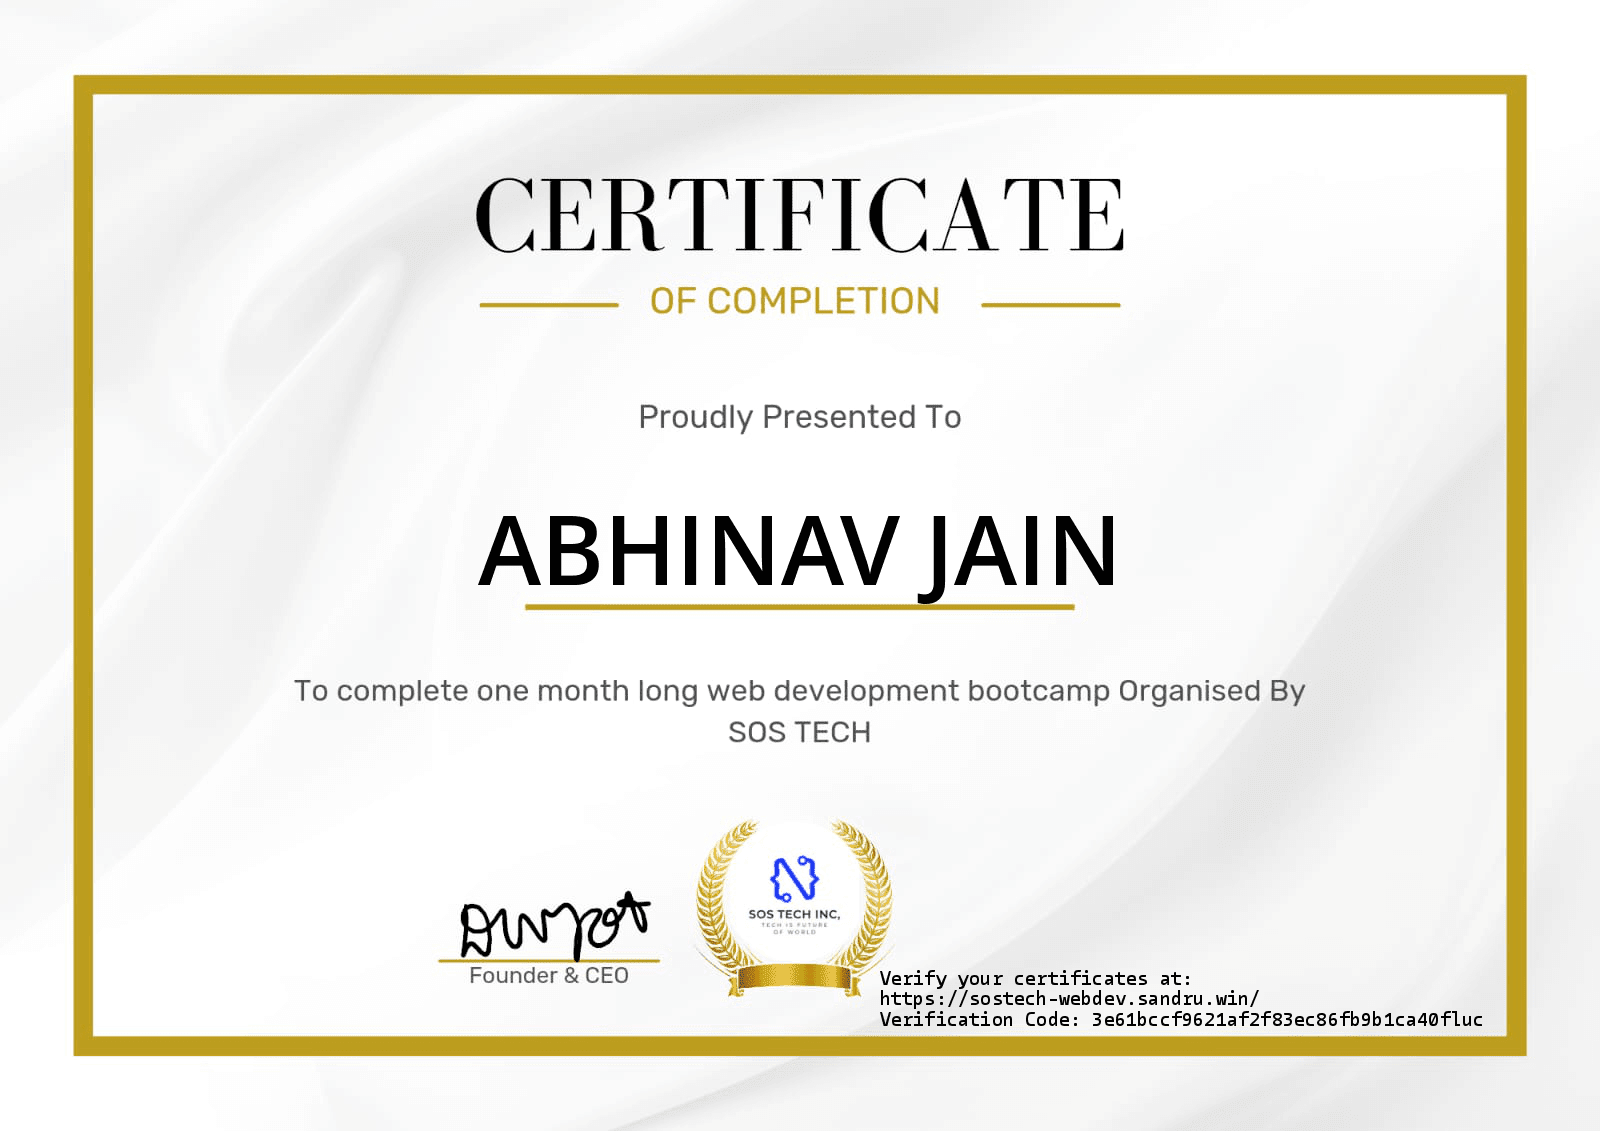 CERTIFICATE
OF COMPLETION
Proudly Presented To
ABHINAV JAIN
To complete one month long web development bootcamp Organised By
SOS TECH
SOS TECH INC,
TECH IS FUTURE
OF WORLD
Founder & CEO
Verify your certificates at:
https://sostech-webdev.sandru.win/
Verification Code: 3e61bccf9621af2f83ec86fb9b1ca40fluc